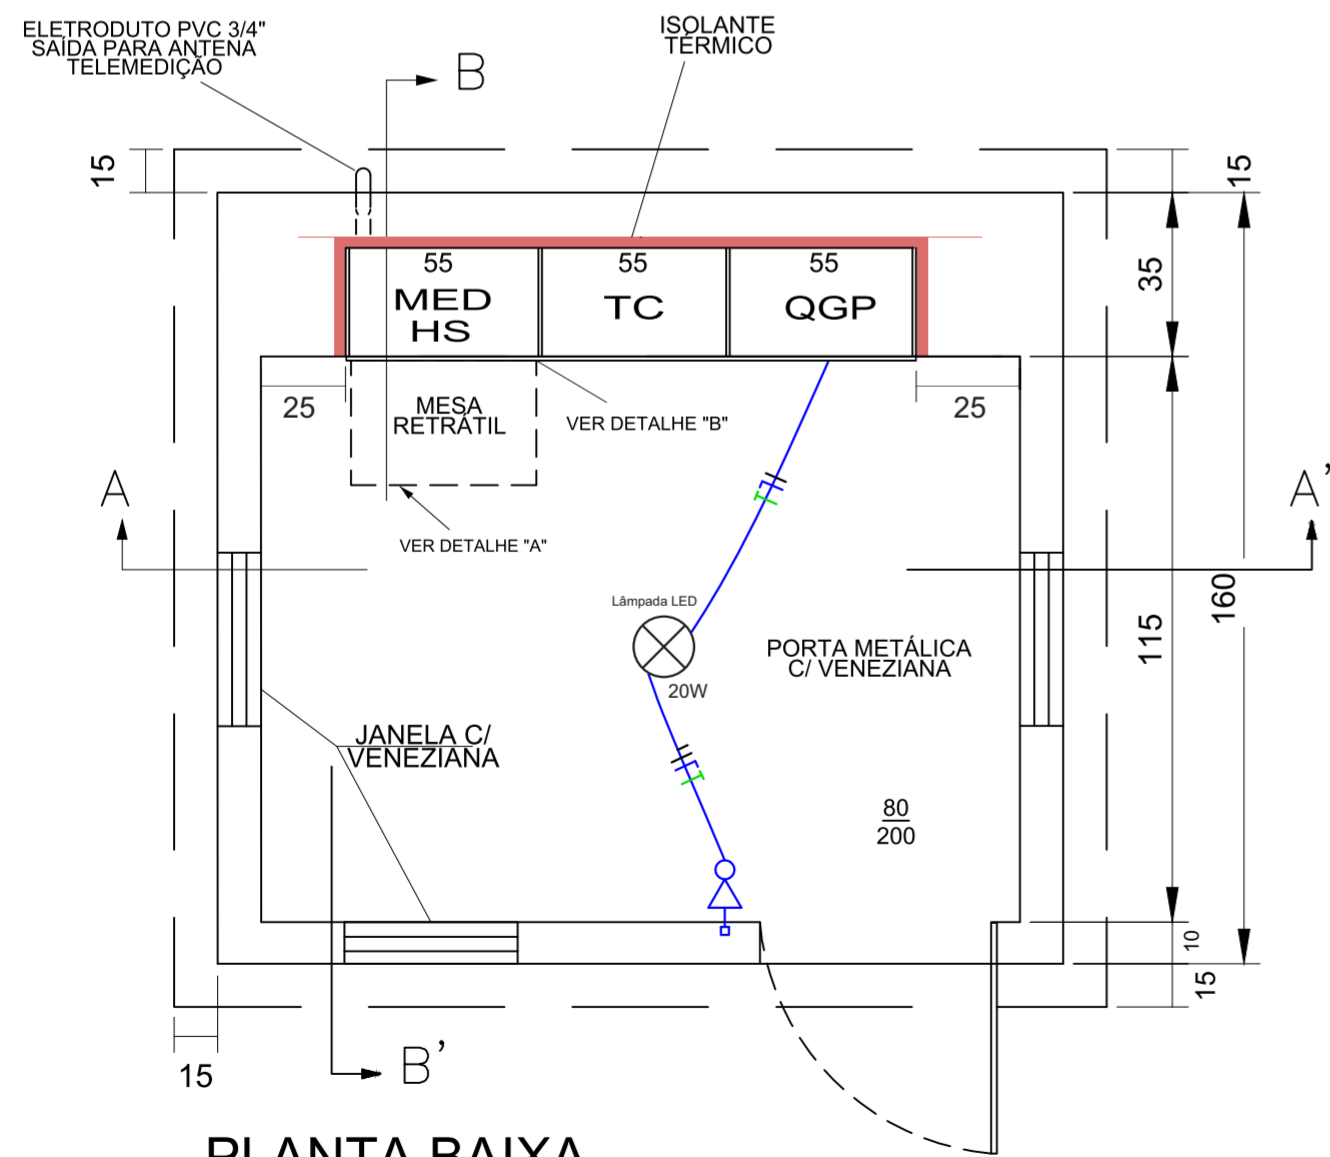 ELETRODUTO PVC 3/4"
SAÍDA PARA ANTENA
TELEMEDIÇÃO
B
ISOLANTE
TÉRMICO
15
15
55
55
55
MED
HS
TC
QGP
35
25
MESA
RETRÁTIL
VER DETALHE "B"
25
A
A'
VER DETALHE "A"
Lâmpada LED
20W
PORTA METÁLICA
C/ VENEZIANA
115
160
JANELA C/
VENEZIANA
80
200
10
15
15
B'
PLANTA BAIXA